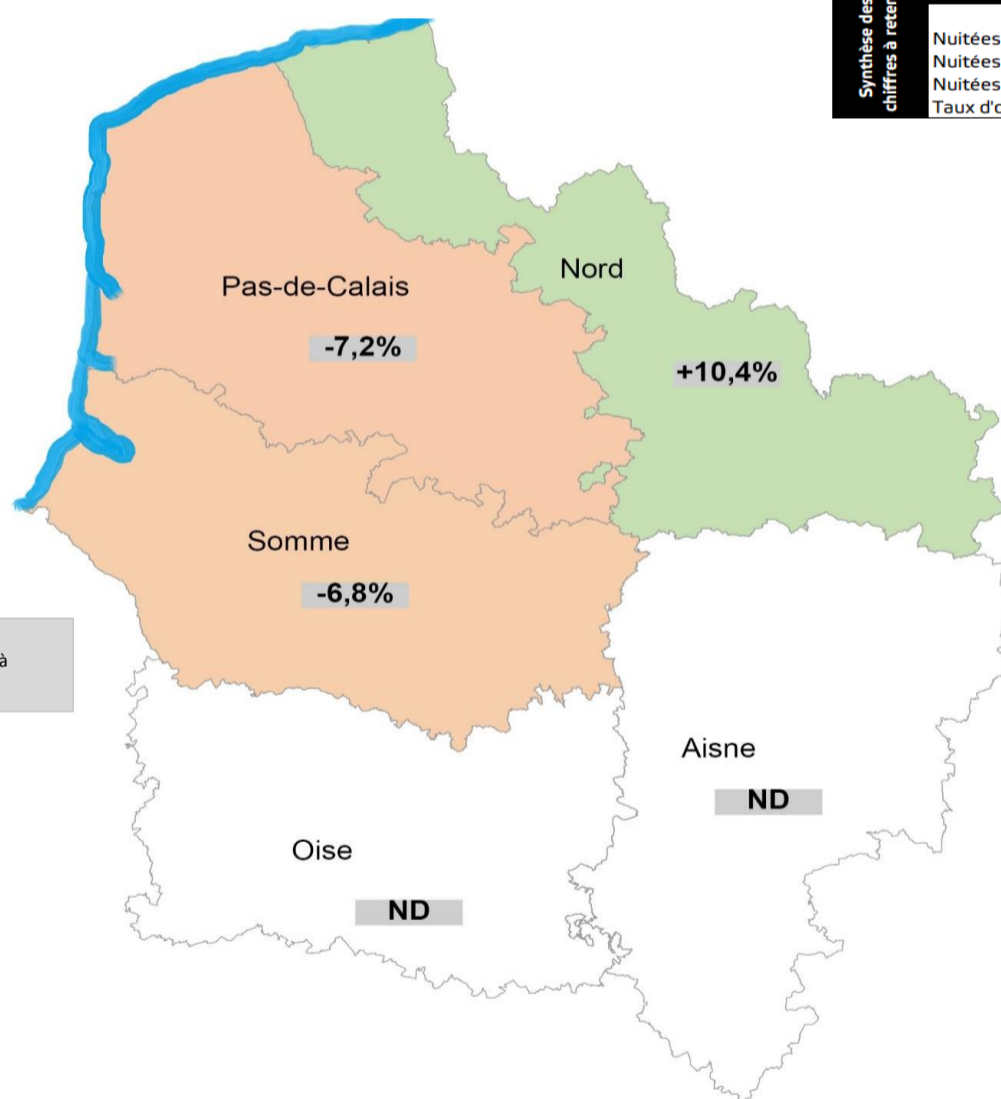 Synthèse des
chiffres à reter
Nuitées
Nuitées
Nuitées
Taux d'o
Nord
Pas-de-Calais
-7,2%
+10,4%
Somme
-6,8%
à
Aisne
ND
Oise
ND